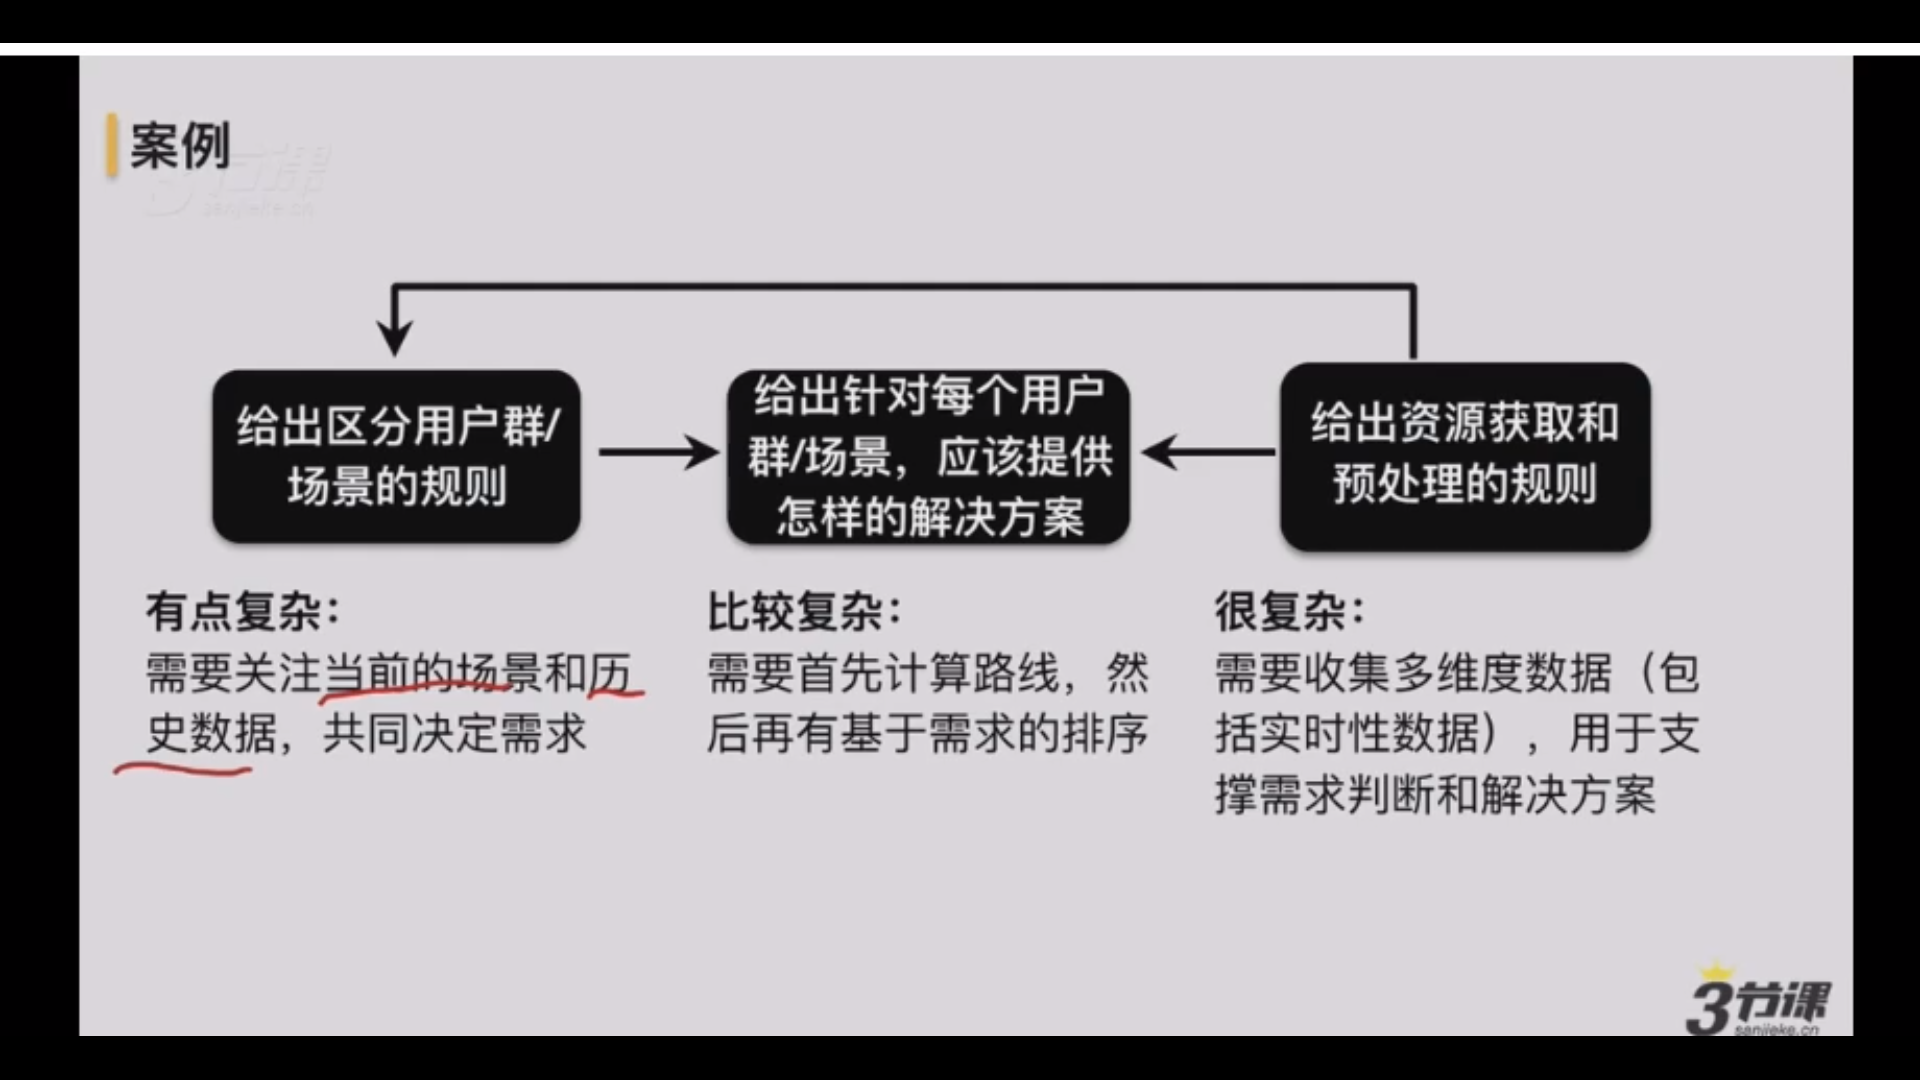 案例
3节课
sanjieke.cn
给出区分用户群/
场景的规则
给出针对每个用户
群/场景，应该提供
怎样的解决方案
给出资源获取和
预处理的规则
有点复杂：
需要关注当前的场景和历
史数据，共同决定需求
比较复杂：
需要首先计算路线，然
后再有基于需求的排序
很复杂：
需要收集多维度数据（包
括实时性数据），用于支
撑需求判断和解决方案
3节课
sanjieke.cn